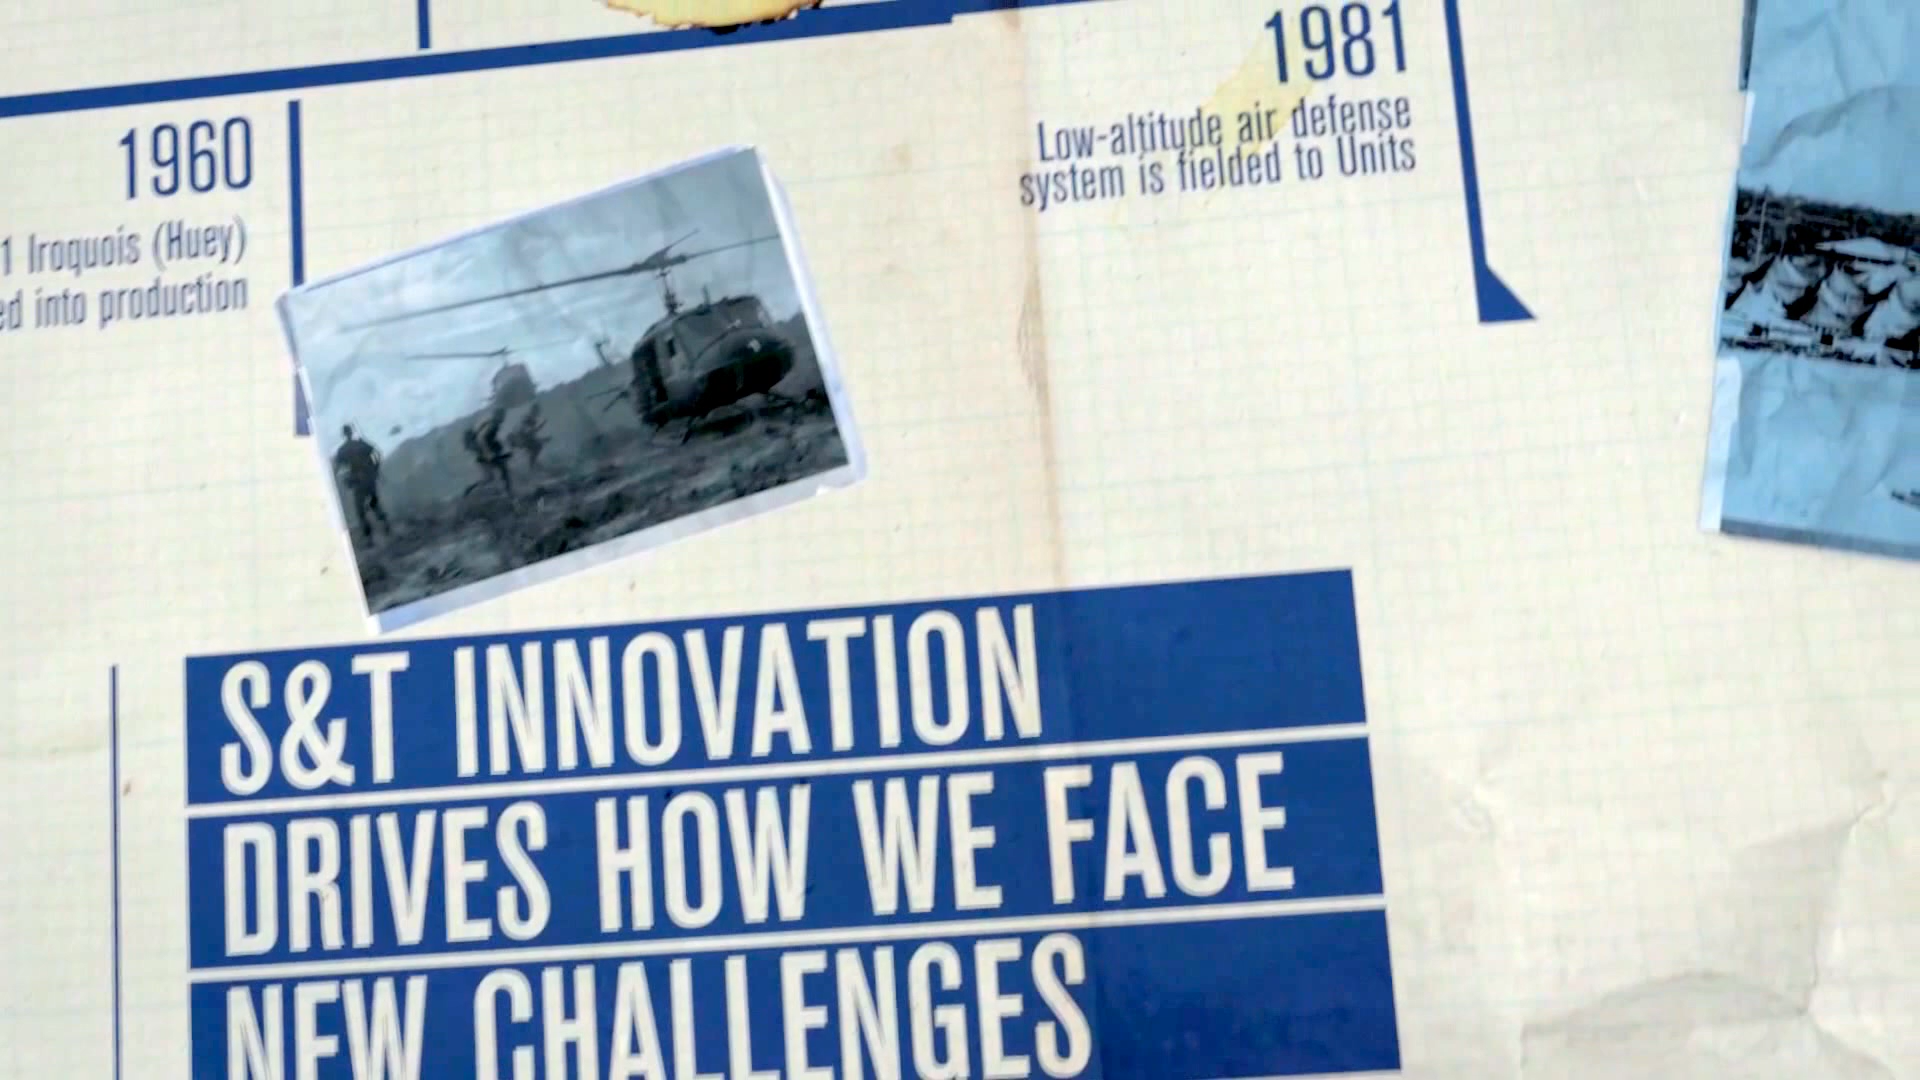 1960
1 Iroquois (Huey)
ed into production
1981
Low-altitude air defense
system is fielded to Units
S&T INNOVATION
DRIVES HOW WE FACE
NEW CHALLENGES